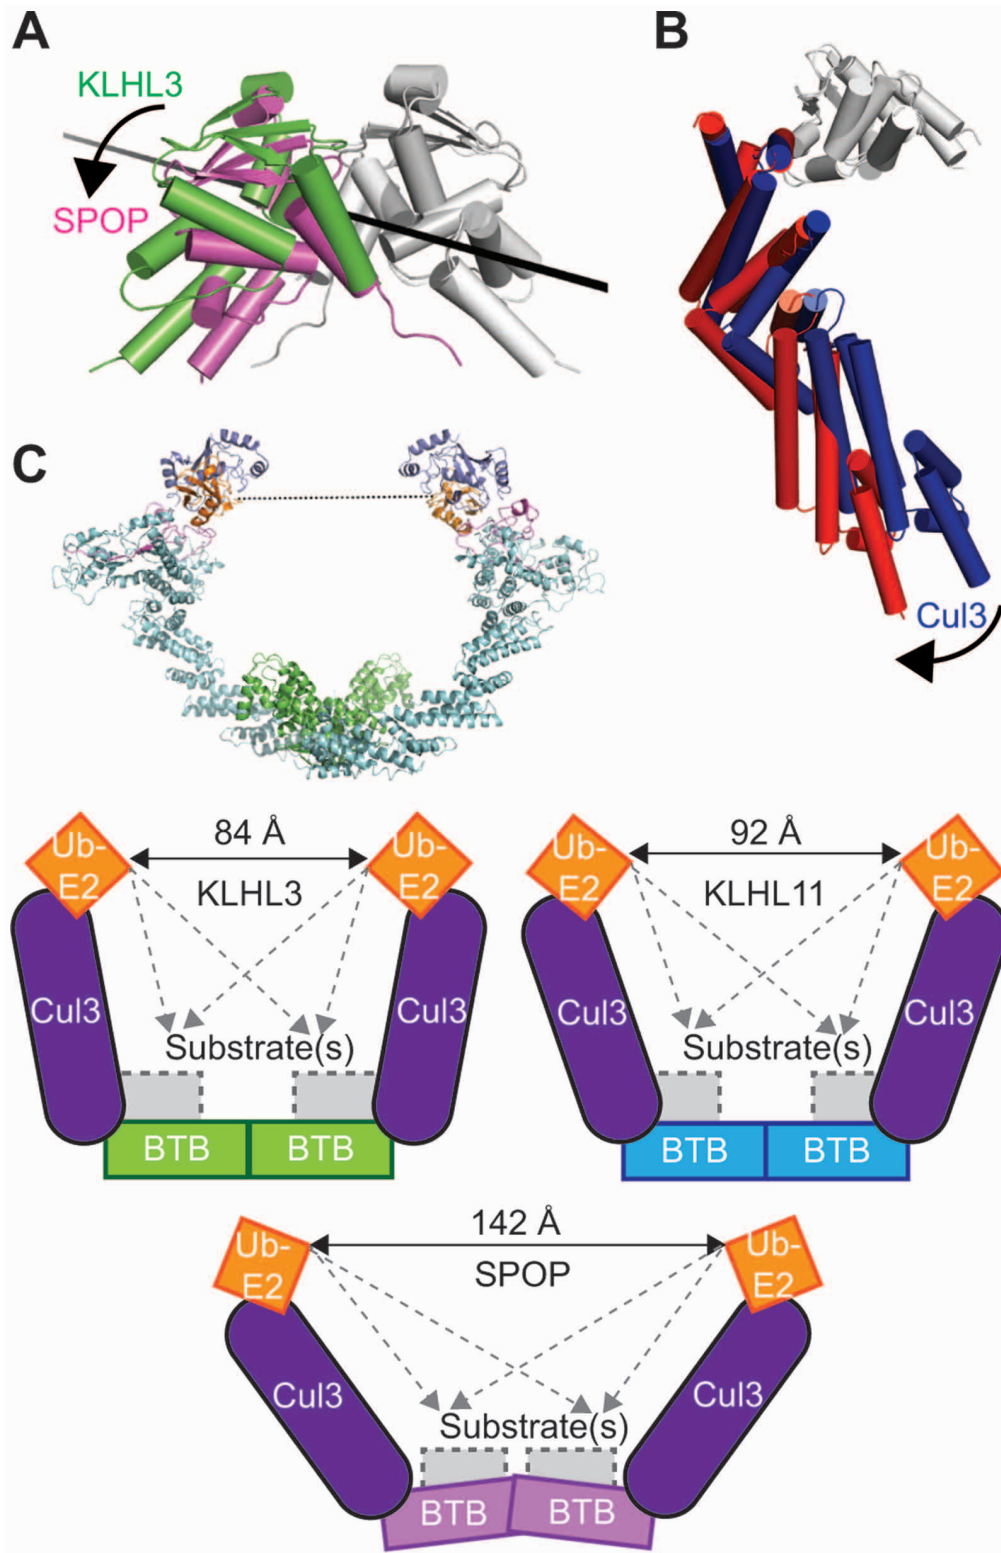 A
B
KLHL3
SPOP
Cul3
C
84 Å
KLHL3
Ub-
E2
Ub-
E2
Cul3
Cul3
Substrate(s)
BTB
BTB
92 Å
KLHL11
Ub-
E2
Ub-
E2
Cul3
Cul3
Substrate(s)
BTB
BTB
142 Å
SPOP
Ub-
E2
Ub-
E2
Cul3
Cul3
Substrate(s)
BTB
BTB